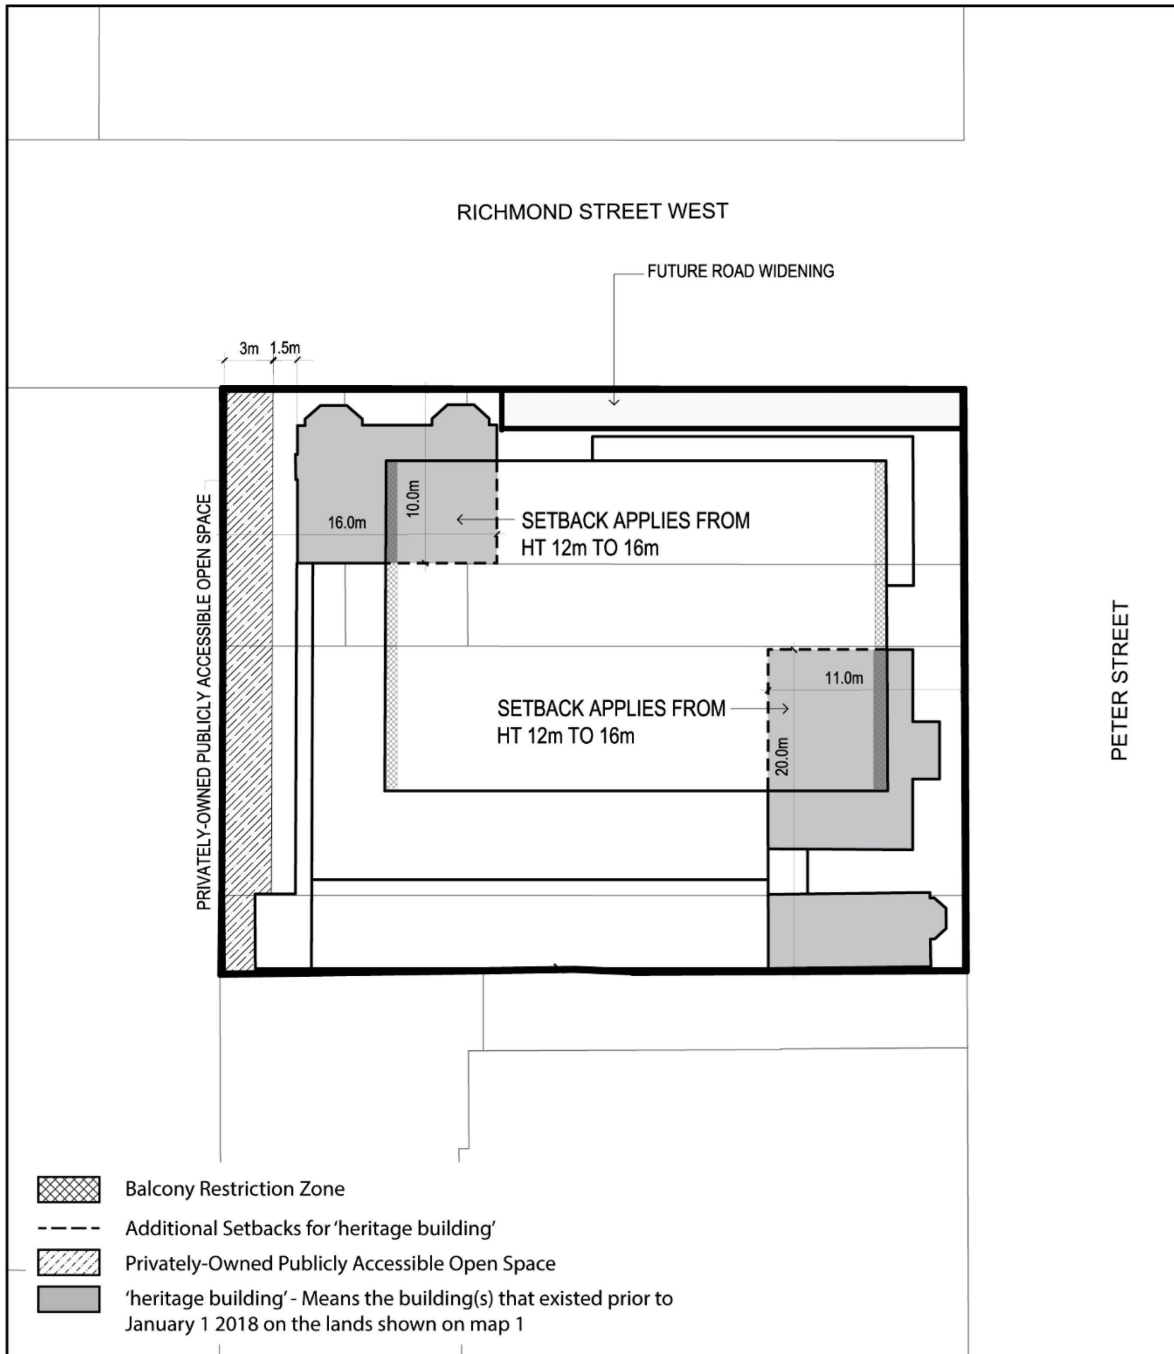 RICHMOND STREET WEST
FUTURE ROAD WIDENING
3m 1.5m
PRIVATELY-OWNED PUBLICLY ACCESSIBLE OPEN SPACE
10.0m
16.0m
SETBACK APPLIES FROM
HT 12m TO 16m
PETER STREET
11.0m
SETBACK APPLIES FROM
HT 12m TO 16m
20.0m
Balcony Restriction Zone
Additional Setbacks for 'heritage building'
Privately-Owned Publicly Accessible Open Space
'heritage building' - Means the building(s) that existed prior to
January 1 2018 on the lands shown on map 1